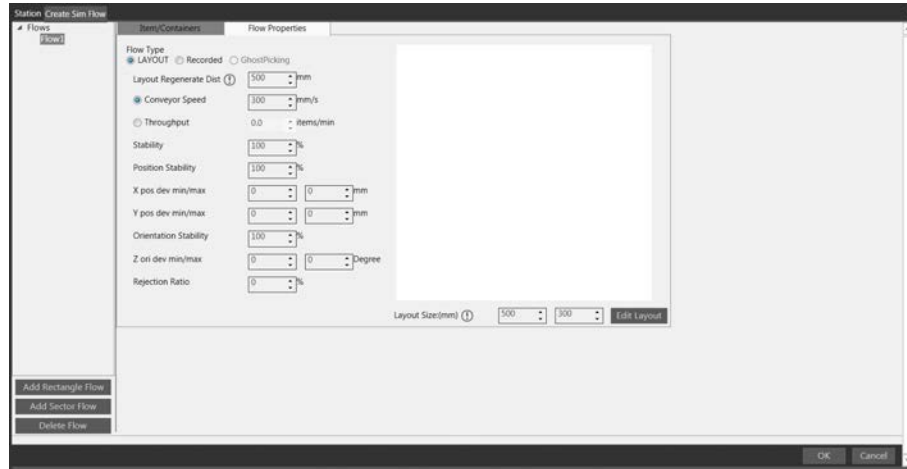 Station Create Sim Flow
Flows
Flow1
Item/Containers Flow Properties
Flow Type
LAYOUT Recorded GhostPicking
Layout Regenerate Dist 500 mm
Conveyor Speed 300 mm/s
Throughput 0.0 items/min
Stability 100 %
Position Stability 100 %
X pos dev min/max 0 0 mm
Y pos dev min/max 0 0 mm
Orientation Stability 100 %
Z ori dev min/max 0 0 Degree
Rejection Ratio 0 %
Layout Size:(mm) 500 300 Edit Layout
Add Rectangle Flow
Add Sector Flow
Delete Flow
OK Cancel